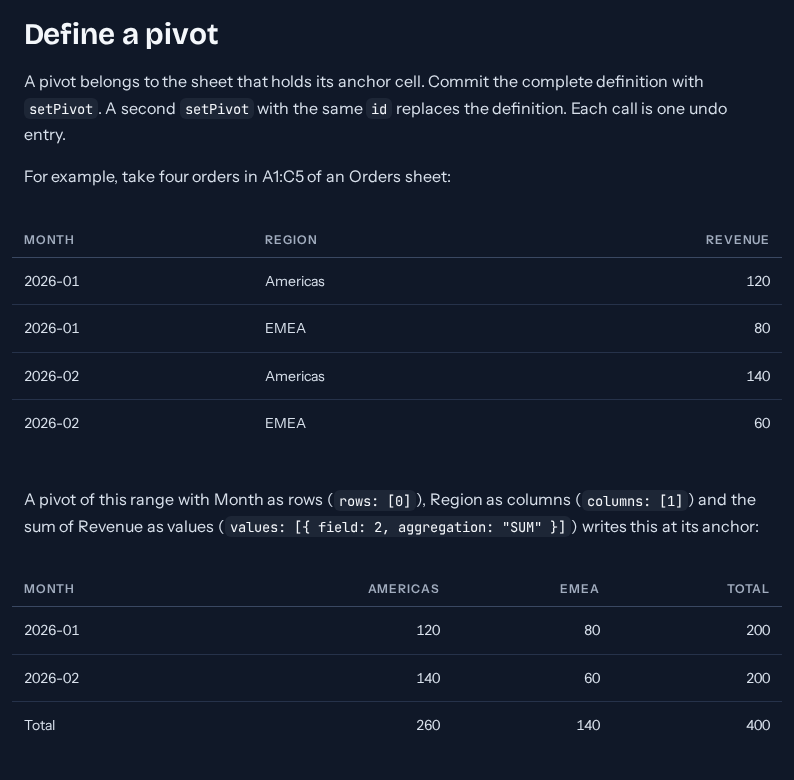 Define a pivot
A pivot belongs to the sheet that holds its anchor cell. Commit the complete definition with
setPivot. A second setPivot with the same id replaces the definition. Each call is one undo
entry.
For example, take four orders in A1:C5 of an Orders sheet:
MONTH REGION REVENUE
2026-01 Americas 120
2026-01 EMEA 80
2026-02 Americas 140
2026-02 EMEA 60
A pivot of this range with Month as rows (rows: [0]), Region as columns (columns: [1]) and the
sum of Revenue as values (values: [{ field: 2, aggregation: "SUM" }]) writes this at its anchor:
MONTH AMERICAS EMEA TOTAL
2026-01 120 80 200
2026-02 140 60 200
Total 260 140 400